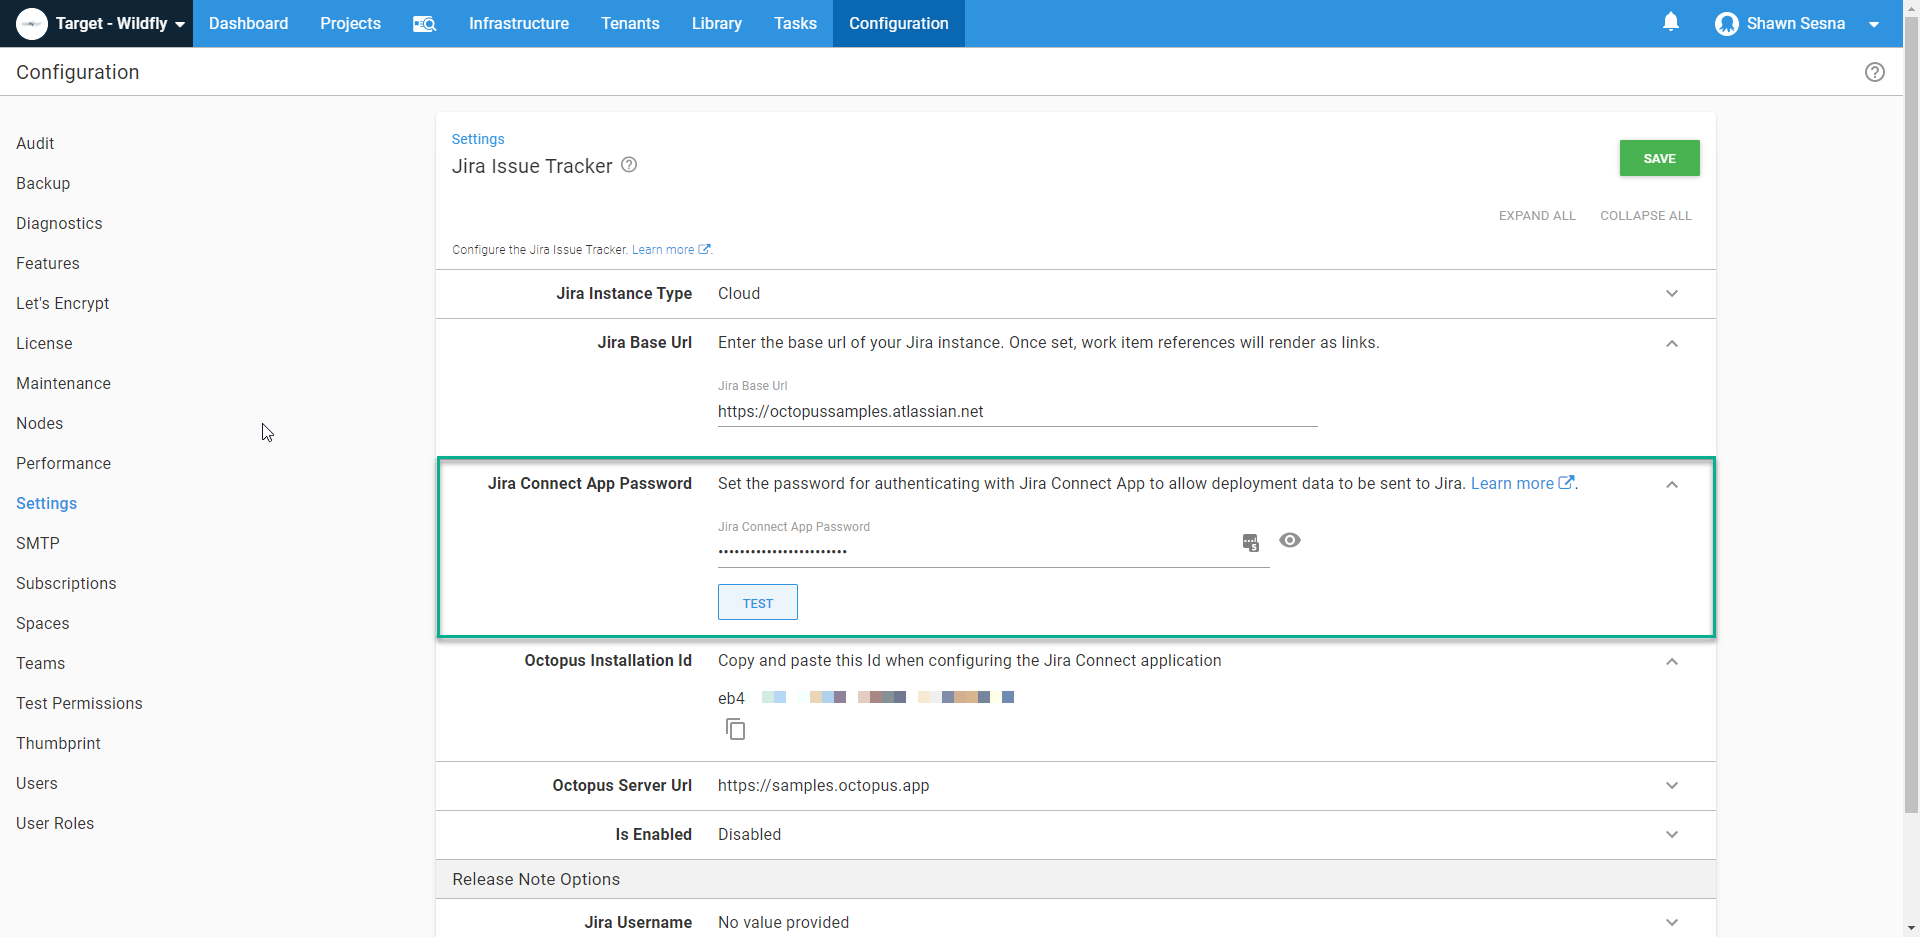 Target - Wildfly
Dashboard
Projects
Infrastructure
Tenants
Library
Tasks
Configuration
Shawn Sesna
Configuration
Audit
Backup
Diagnostics
Features
Let's Encrypt
License
Maintenance
Nodes
Performance
Settings
SMTP
Subscriptions
Spaces
Teams
Test Permissions
Thumbprint
Users
User Roles
Settings
Jira Issue Tracker
SAVE
EXPAND ALL
COLLAPSE ALL
Configure the Jira Issue Tracker. Learn more.
Jira Instance Type
Cloud
Jira Base Url
Enter the base url of your Jira instance. Once set, work item references will render as links.
Jira Base Url
https://octopussamples.atlassian.net
Jira Connect App Password
Set the password for authenticating with Jira Connect App to allow deployment data to be sent to Jira. Learn more.
Jira Connect App Password
••••••••••••••••••••••••
TEST
Octopus Installation Id
Copy and paste this Id when configuring the Jira Connect application
eb4
Octopus Server Url
https://samples.octopus.app
Is Enabled
Disabled
Release Note Options
Jira Username
No value provided